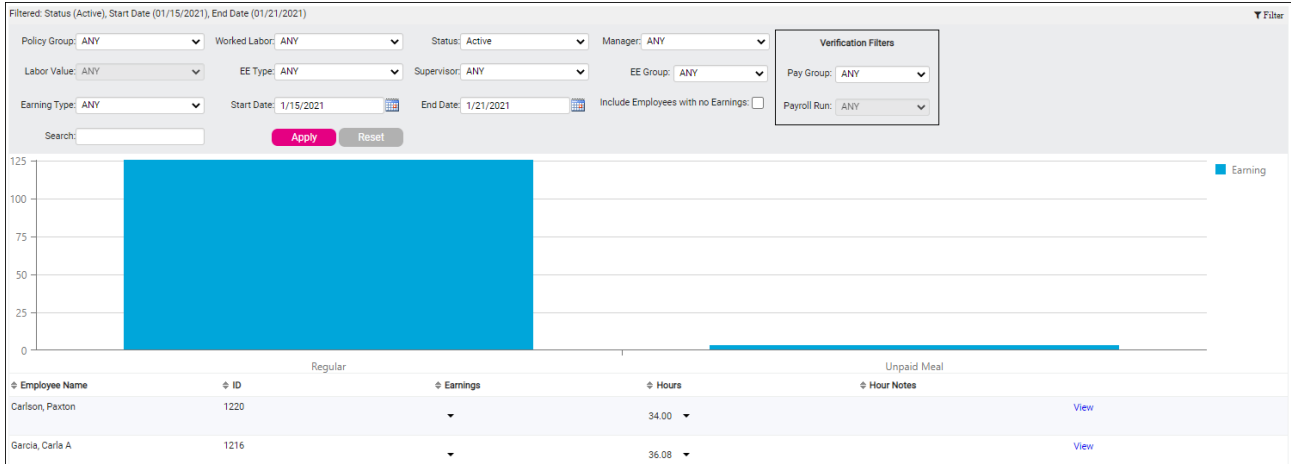 Filtered: Status (Active), Start Date (01/15/2021), End Date (01/21/2021) Filter
Policy Group: ANY Worked Labor: ANY Status: Active Manager: ANY Verification Filters
Labor Value: ANY EE Type: ANY Supervisor: ANY EE Group: ANY Pay Group: ANY
Earning Type: ANY Start Date: 1/15/2021 End Date: 1/21/2021 Include Employees with no Earnings: Payroll Run: ANY
Search: Apply Reset
125
Earning
100
75
50
25
0
Regular Unpaid Meal
Employee Name ID Earnings Hours Hour Notes
Carlson, Paxton 1220 34.00 View
Garcia, Carla A 1216 36.08 View